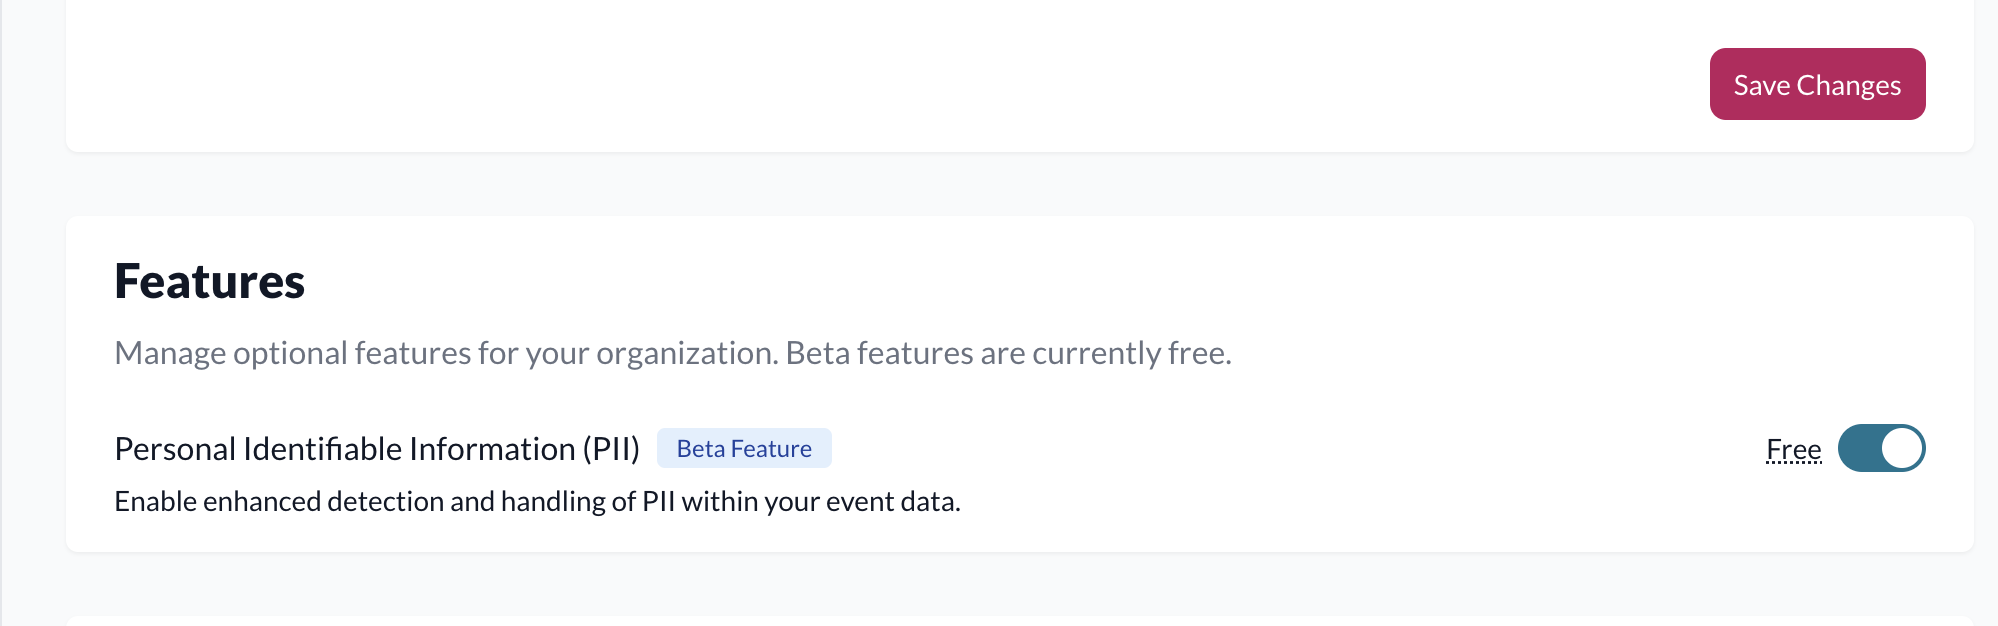 Save Changes
Features
Manage optional features for your organization. Beta features are currently free.
Personal Identifiable Information (PII) Beta Feature Free
Enable enhanced detection and handling of PII within your event data.